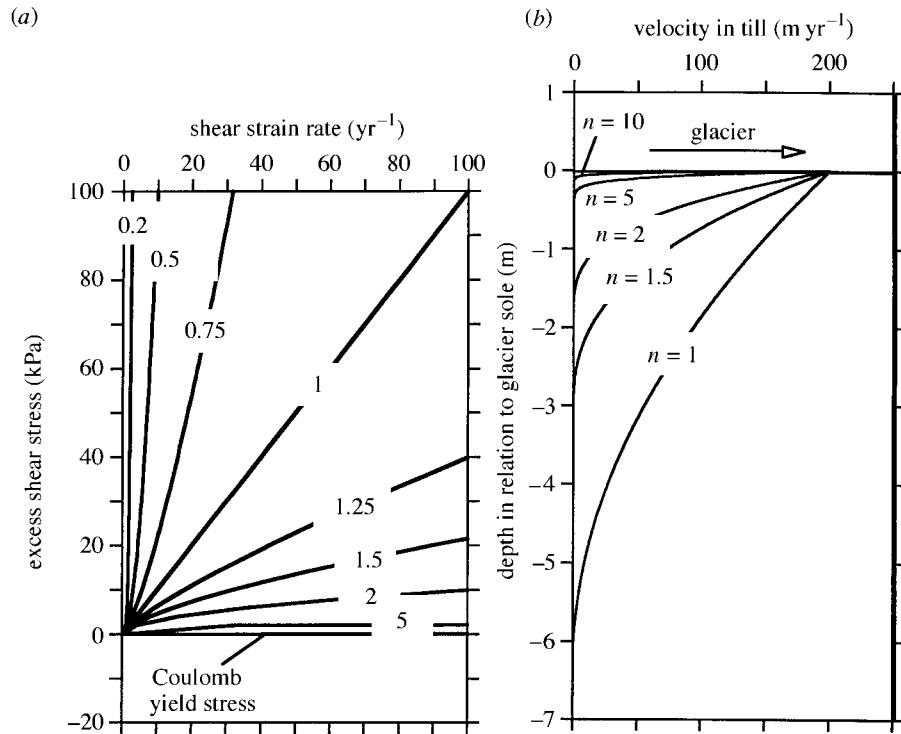 (a)
shear strain rate (yr⁻¹)
0 20 40 60 80 100
100
80
60
40
20
0
−20
excess shear stress (kPa)
0.2
0.5
0.75
1
1.25
1.5
2
5
Coulomb
yield stress
(b)
velocity in till (m yr⁻¹)
0 100 200
1
0
−1
−2
−3
−4
−5
−6
−7
depth in relation to glacier sole (m)
n = 10
glacier
n = 5
n = 2
n = 1.5
n = 1